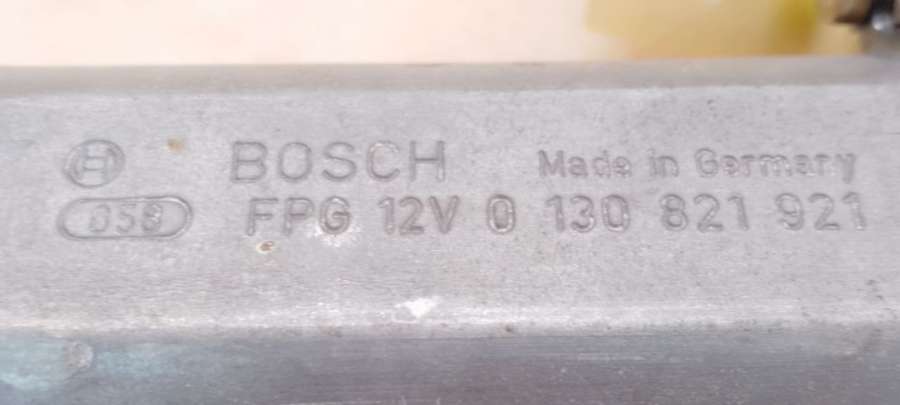 BOSCH Made in Germany
058 FPG 12V 0 130 821 921